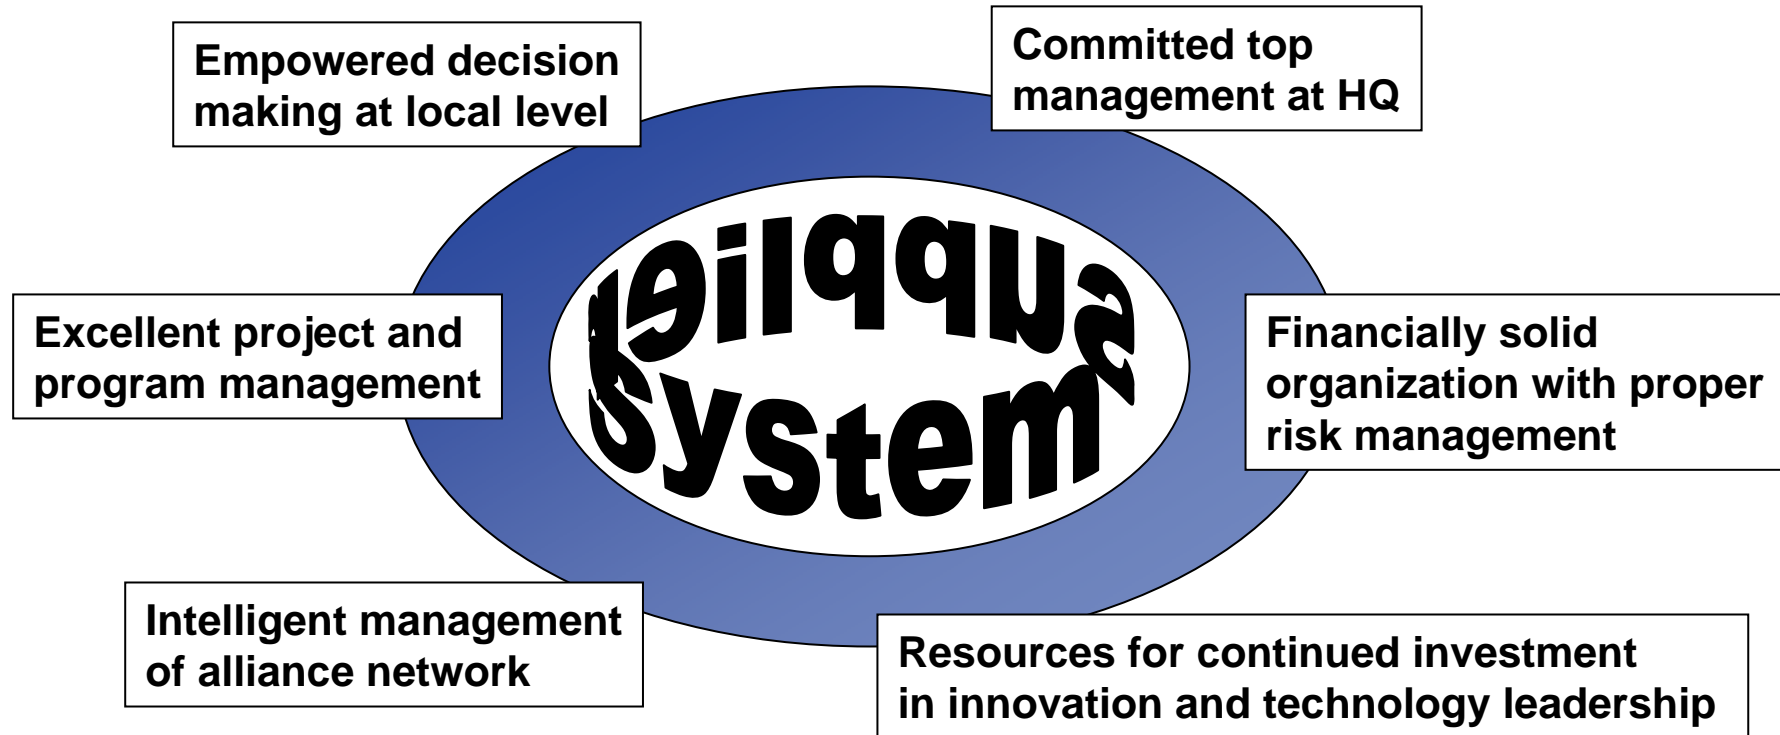 Empowered decision
making at local level
Committed top
management at HQ
supplier
System
Excellent project and
program management
Financially solid
organization with proper
risk management
Intelligent management
of alliance network
Resources for continued investment
in innovation and technology leadership